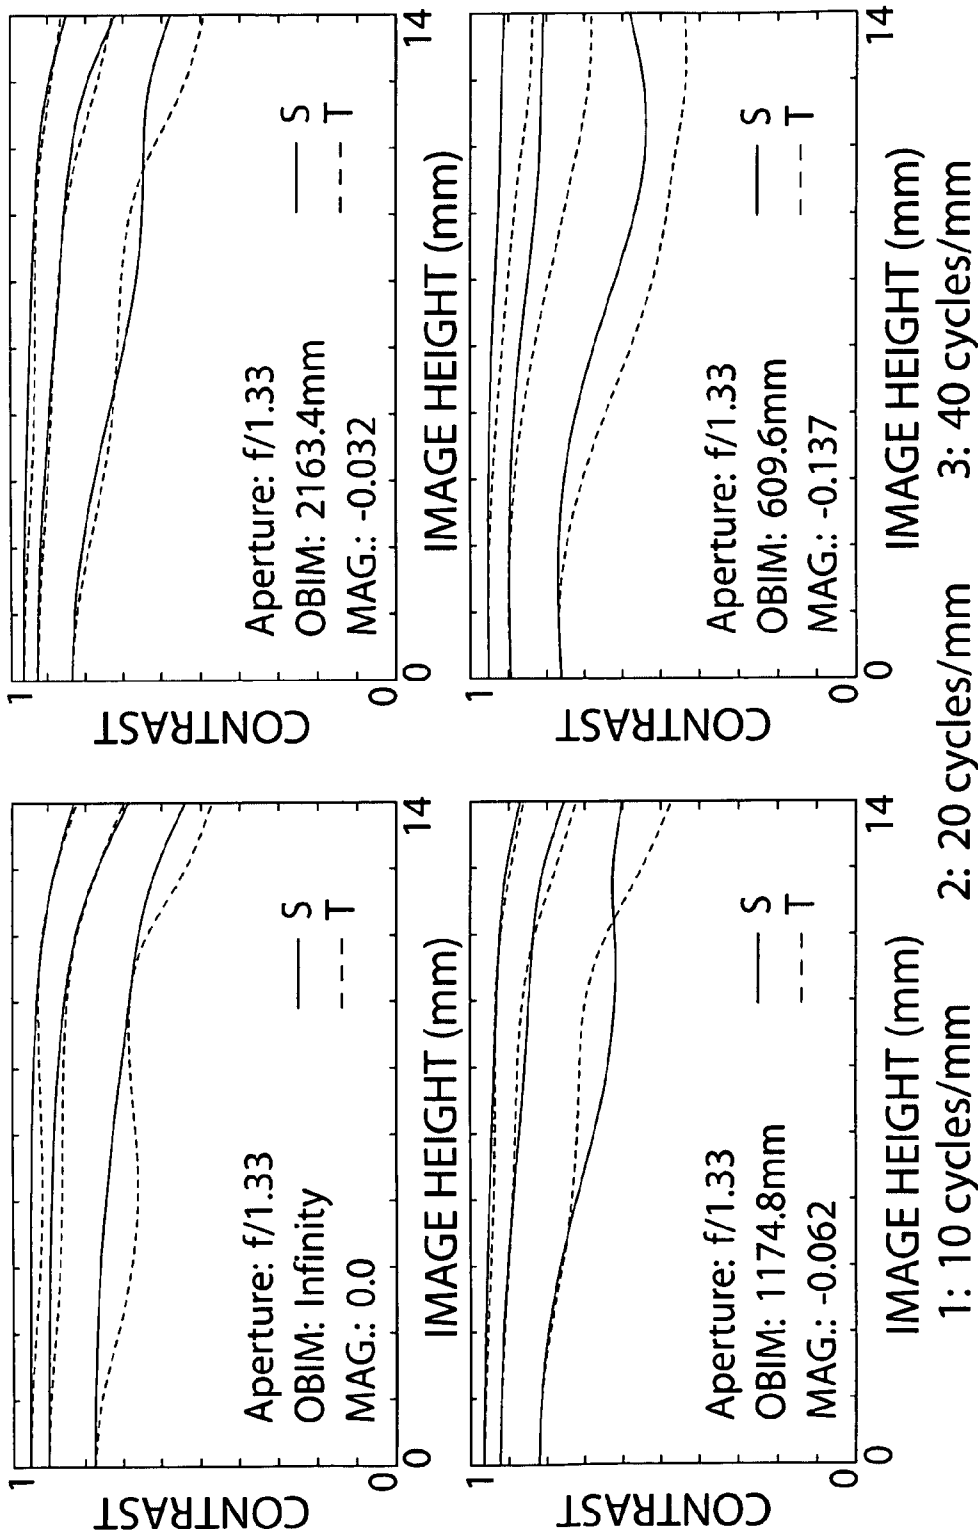 CONTRAST
1
0
Aperture: f/1.33
OBIM: Infinity
MAG.: 0.0
S
T
0
14
IMAGE HEIGHT (mm)
CONTRAST
1
0
Aperture: f/1.33
OBIM: 2163.4mm
MAG.: -0.032
S
T
0
14
IMAGE HEIGHT (mm)
CONTRAST
1
0
Aperture: f/1.33
OBIM: 1174.8mm
MAG.: -0.062
S
T
0
14
IMAGE HEIGHT (mm)
CONTRAST
1
0
Aperture: f/1.33
OBIM: 609.6mm
MAG.: -0.137
S
T
0
14
IMAGE HEIGHT (mm)
1: 10 cycles/mm 2: 20 cycles/mm 3: 40 cycles/mm